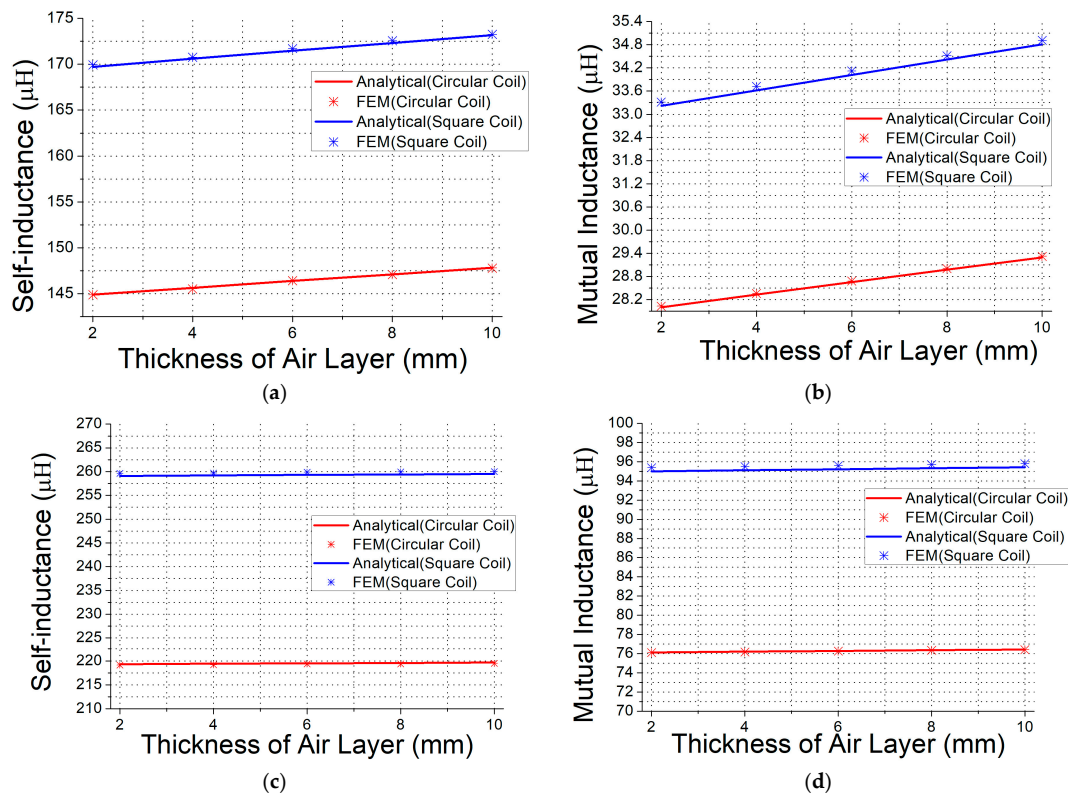 175
170
165
160
155
150
145
Self-inductance (μH)
Analytical(Circular Coil)
FEM(Circular Coil)
Analytical(Square Coil)
FEM(Square Coil)
2 4 6 8 10
Thickness of Air Layer (mm)
(a)
35.4
34.8
34.2
33.6
33.0
32.4
31.8
31.2
30.6
30.0
29.4
28.8
28.2
Mutual Inductance (μH)
Analytical(Circular Coil)
FEM(Circular Coil)
Analytical(Square Coil)
FEM(Square Coil)
2 4 6 8 10
Thickness of Air Layer (mm)
(b)
270
265
260
255
250
245
240
235
230
225
220
215
210
Self-inductance (μH)
Analytical(Circular Coil)
FEM(Circular Coil)
Analytical(Square Coil)
FEM(Square Coil)
2 4 6 8 10
Thickness of Air Layer (mm)
(c)
100
98
96
94
92
90
88
86
84
82
80
78
76
74
72
70
Mutual Inductance (μH)
Analytical(Circular Coil)
FEM(Circular Coil)
Analytical(Square Coil)
FEM(Square Coil)
2 4 6 8 10
Thickness of Air Layer (mm)
(d)